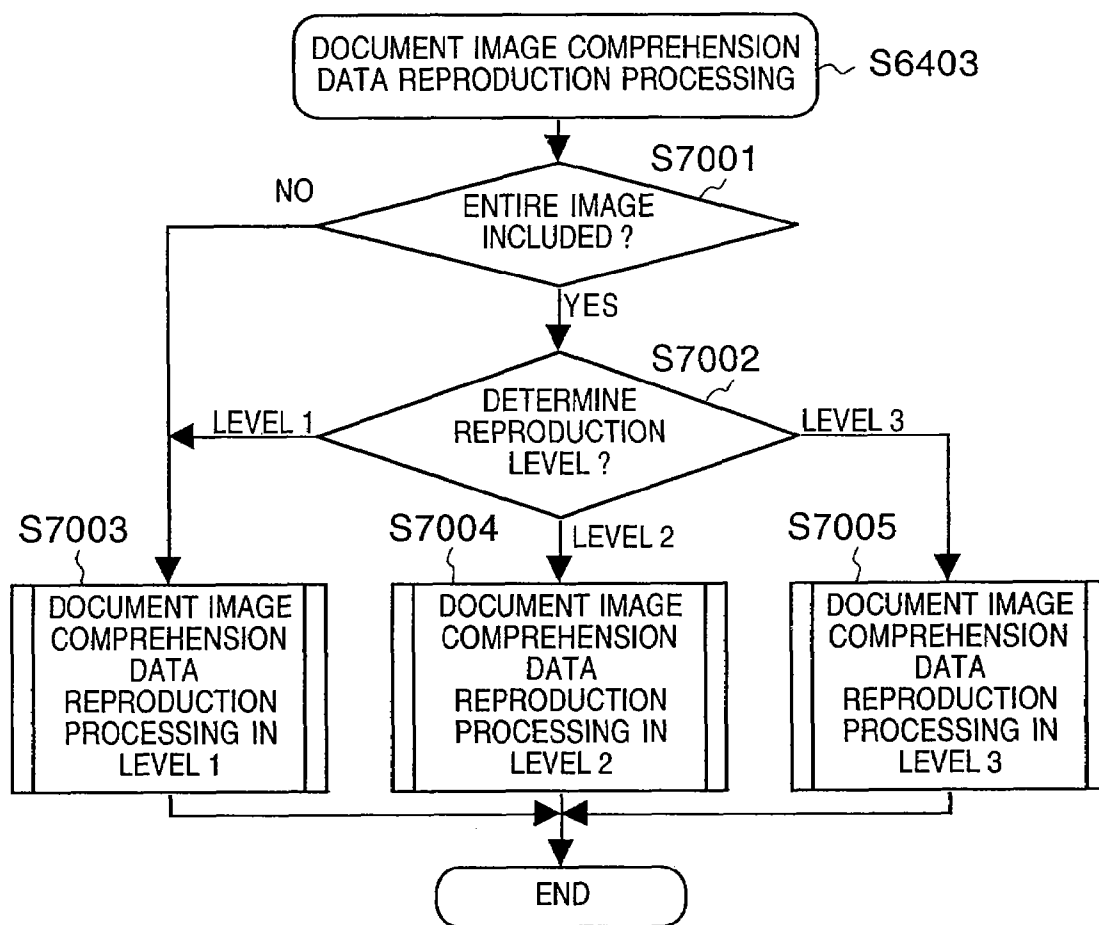 DOCUMENT IMAGE COMPREHENSION
DATA REPRODUCTION PROCESSING
S6403
S7001
NO
ENTIRE IMAGE
INCLUDED ?
YES
S7002
DETERMINE
REPRODUCTION
LEVEL ?
LEVEL 1
LEVEL 3
LEVEL 2
S7003
DOCUMENT IMAGE
COMPREHENSION
DATA
REPRODUCTION
PROCESSING IN
LEVEL 1
S7004
DOCUMENT IMAGE
COMPREHENSION
DATA
REPRODUCTION
PROCESSING IN
LEVEL 2
S7005
DOCUMENT IMAGE
COMPREHENSION
DATA
REPRODUCTION
PROCESSING IN
LEVEL 3
END